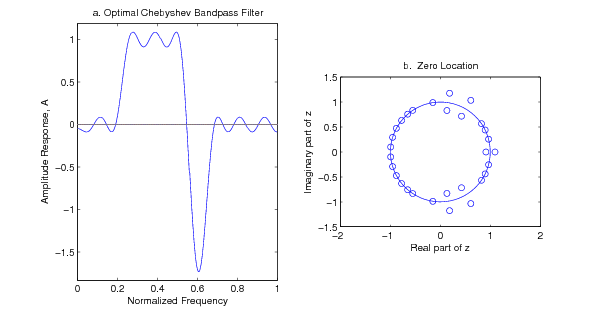 a. Optimal Chebyshev Bandpass Filter
1
0.5
0
−0.5
−1
−1.5
Amplitude Response, A
0 0.2 0.4 0.6 0.8 1
Normalized Frequency
b. Zero Location
1.5
1
0.5
0
−0.5
−1
−1.5
Imaginary part of z
−2 −1 0 1 2
Real part of z